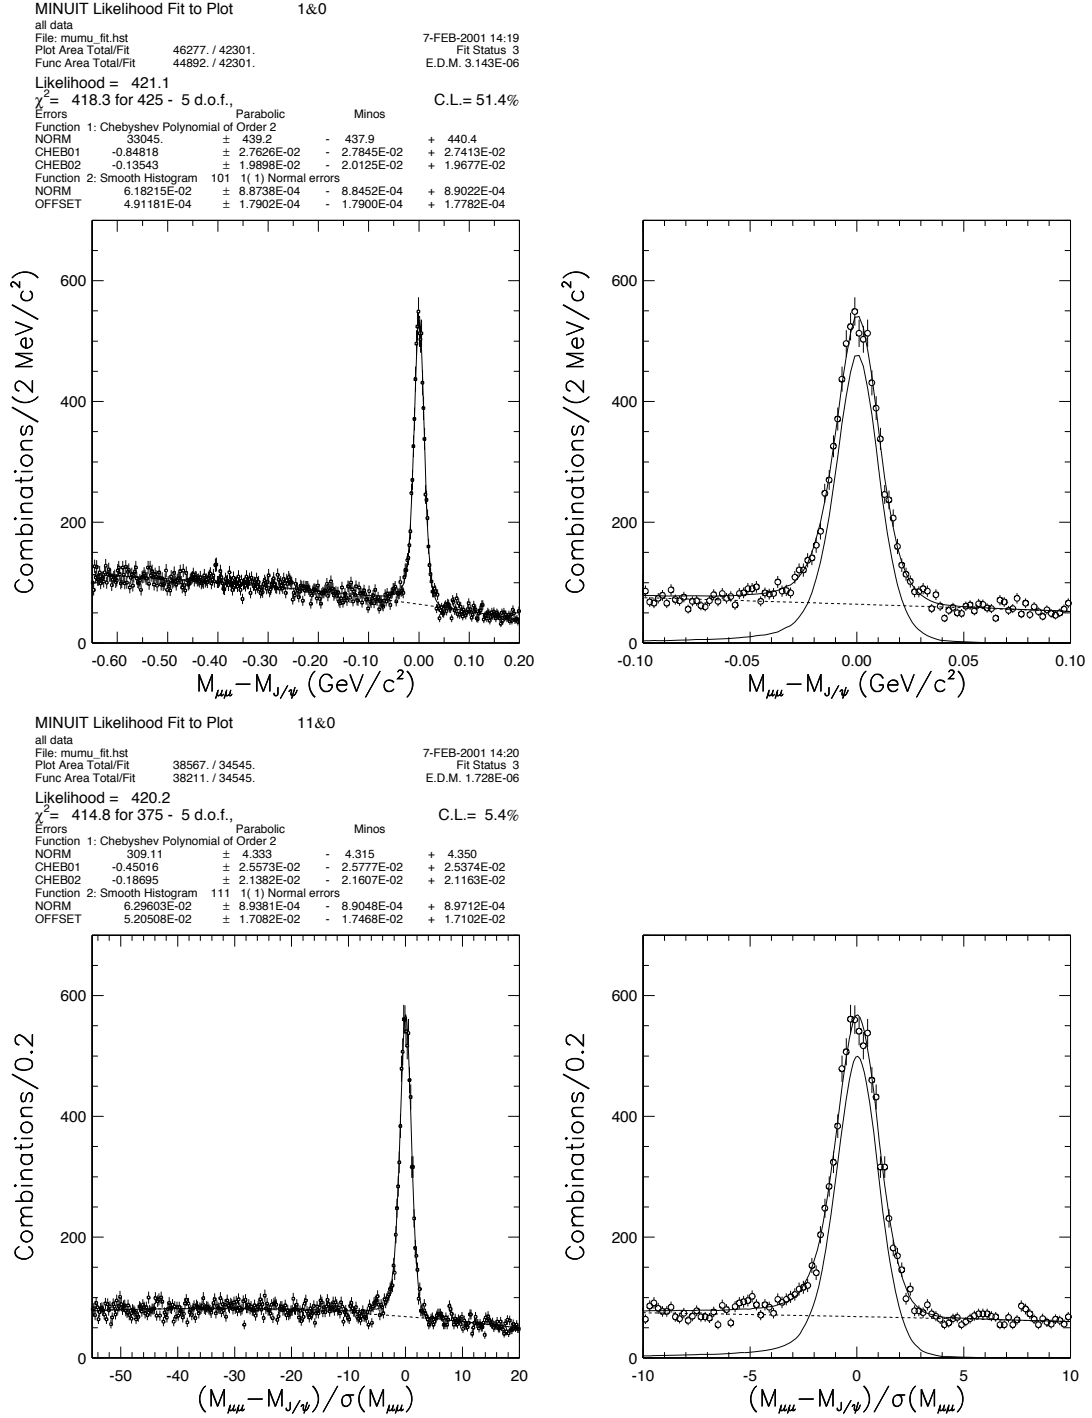 MINUIT Likelihood Fit to Plot 1&0
all data
File: mumu_fit.hst 7-FEB-2001 14:19
Plot Area Total/Fit 46277. / 42301. Fit Status 3
Func Area Total/Fit 44892. / 42301. E.D.M. 3.143E-06
Likelihood = 421.1
χ²= 418.3 for 425 - 5 d.o.f., C.L.= 51.4%
Errors Parabolic Minos
Function 1: Chebyshev Polynomial of Order 2
NORM 33045. ± 439.2 - 437.9 + 440.4
CHEB01 -0.84818 ± 2.7626E-02 - 2.7845E-02 + 2.7413E-02
CHEB02 -0.13543 ± 1.9898E-02 - 2.0125E-02 + 1.9677E-02
Function 2: Smooth Histogram 101 1( 1) Normal errors
NORM 6.18215E-02 ± 8.8738E-04 - 8.8452E-04 + 8.9022E-04
OFFSET 4.91181E-04 ± 1.7902E-04 - 1.7900E-04 + 1.7782E-04
Combinations/(2 MeV/c²)
600
400
200
0
-0.60 -0.50 -0.40 -0.30 -0.20 -0.10 0.00 0.10 0.20
M_μμ−M_J/ψ (GeV/c²)
Combinations/(2 MeV/c²)
600
400
200
0
-0.10 -0.05 0.00 0.05 0.10
M_μμ−M_J/ψ (GeV/c²)
MINUIT Likelihood Fit to Plot 11&0
all data
File: mumu_fit.hst 7-FEB-2001 14:20
Plot Area Total/Fit 38567. / 34545. Fit Status 3
Func Area Total/Fit 38211. / 34545. E.D.M. 1.728E-06
Likelihood = 420.2
χ²= 414.8 for 375 - 5 d.o.f., C.L.= 5.4%
Errors Parabolic Minos
Function 1: Chebyshev Polynomial of Order 2
NORM 309.11 ± 4.333 - 4.315 + 4.350
CHEB01 -0.45016 ± 2.5573E-02 - 2.5777E-02 + 2.5374E-02
CHEB02 -0.18695 ± 2.1382E-02 - 2.1607E-02 + 2.1163E-02
Function 2: Smooth Histogram 111 1( 1) Normal errors
NORM 6.29603E-02 ± 8.9381E-04 - 8.9048E-04 + 8.9712E-04
OFFSET 5.20508E-02 ± 1.7082E-02 - 1.7468E-02 + 1.7102E-02
Combinations/0.2
600
400
200
0
-50 -40 -30 -20 -10 0 10 20
(M_μμ−M_J/ψ)/σ(M_μμ)
Combinations/0.2
600
400
200
0
-10 -5 0 5 10
(M_μμ−M_J/ψ)/σ(M_μμ)